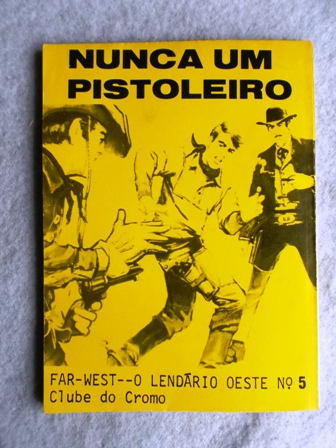 NUNCA UM
PISTOLEIRO
FAR-WEST--O LENDÁRIO OESTE Nº 5
Clube do Cromo